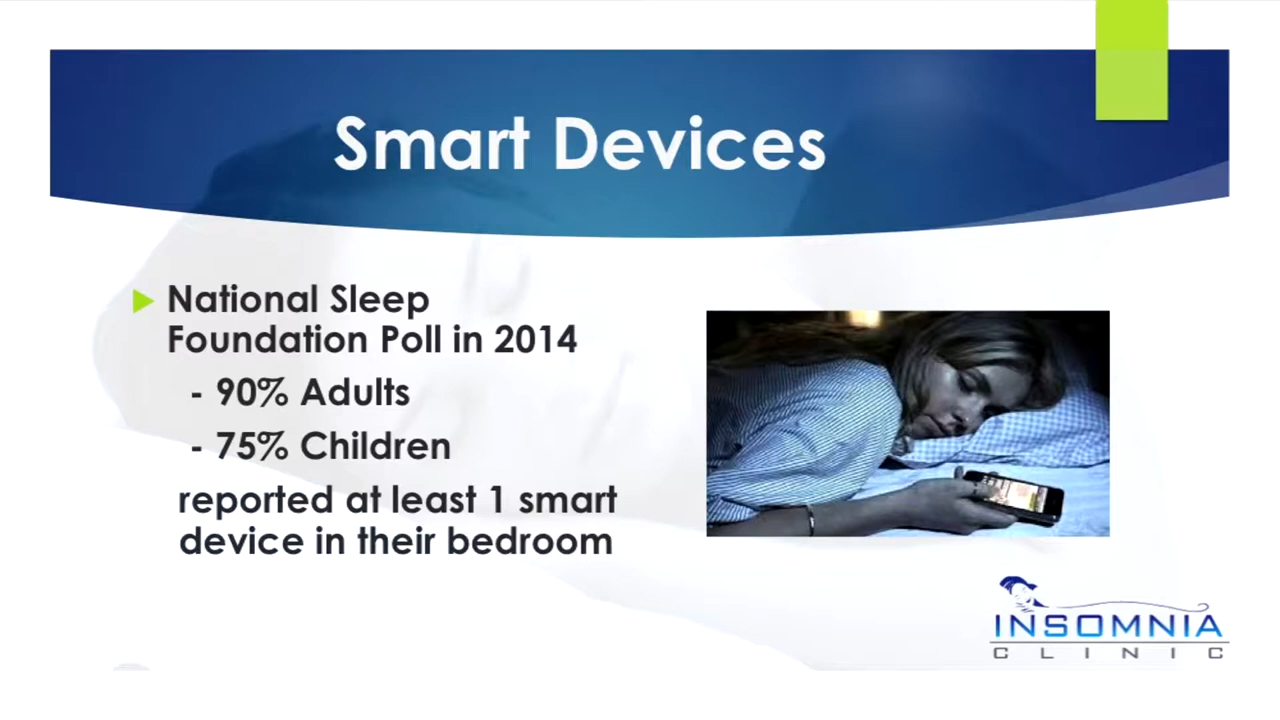 Smart Devices
National Sleep
Foundation Poll in 2014
- 90% Adults
- 75% Children
reported at least 1 smart
device in their bedroom
INSOMNIA
CLINIC